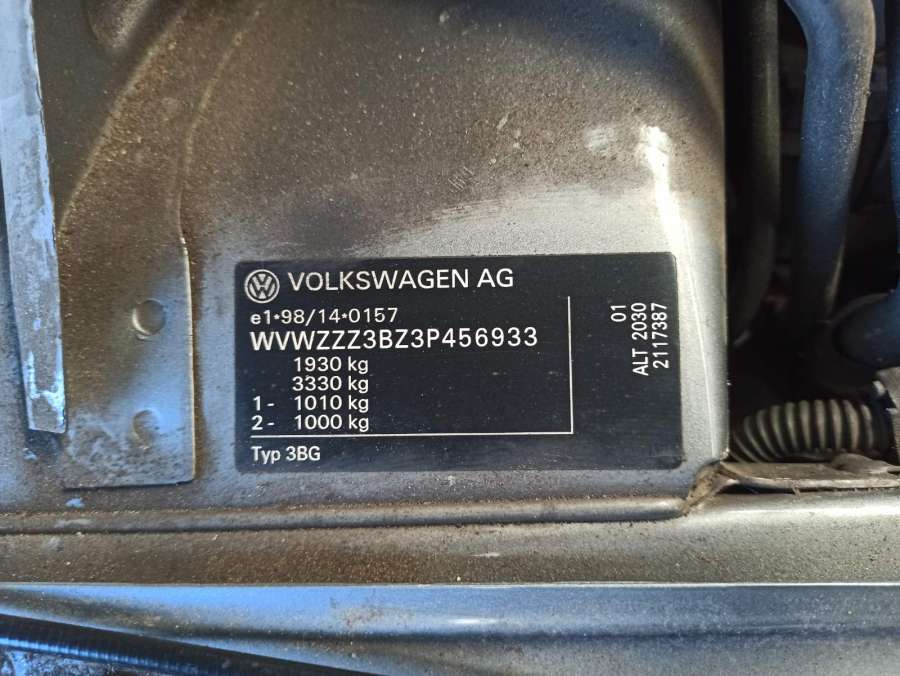 VOLKSWAGEN AG
e1*98/14*0157
WVWZZZ3BZ3P456933
1930 kg
3330 kg
1- 1010 kg
2- 1000 kg
Typ 3BG
01
ALT 2030
2117387